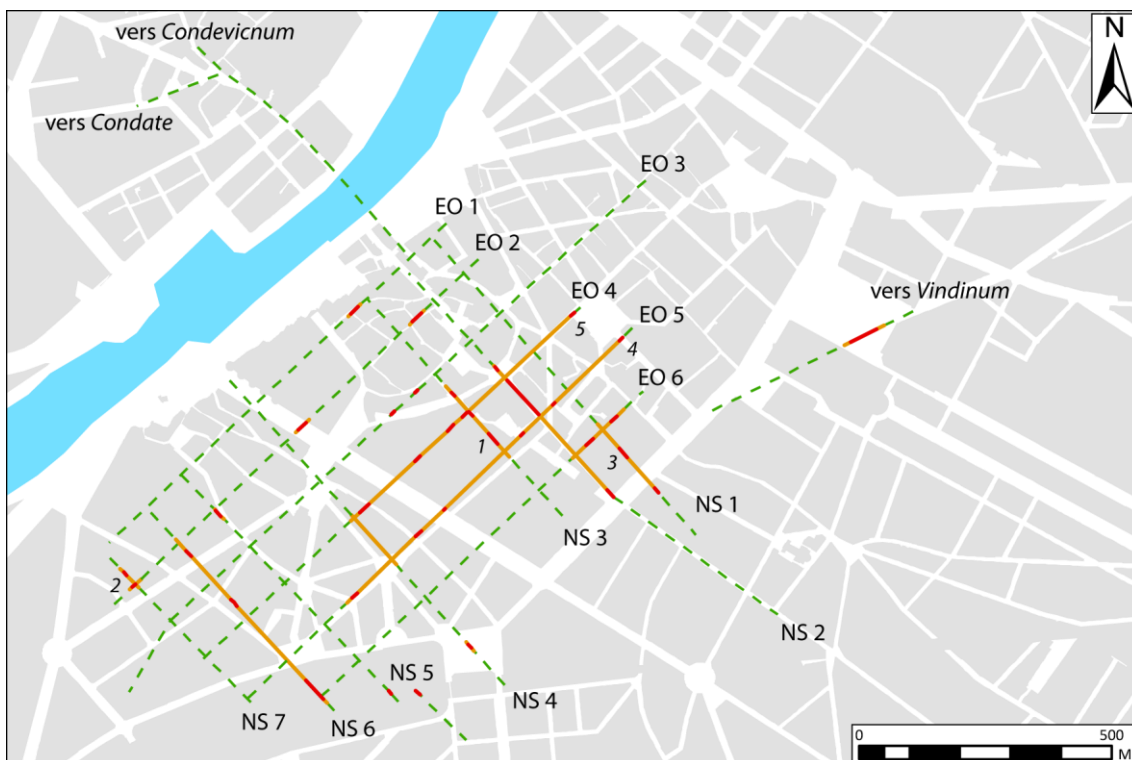 vers Condevicnum
N
vers Condate
EO 3
EO 1
EO 2
EO 4
vers Vindinum
5
EO 5
4
EO 6
1
3
NS 1
NS 3
2
NS 2
NS 5
NS 4
NS 7
NS 6
0
500
M